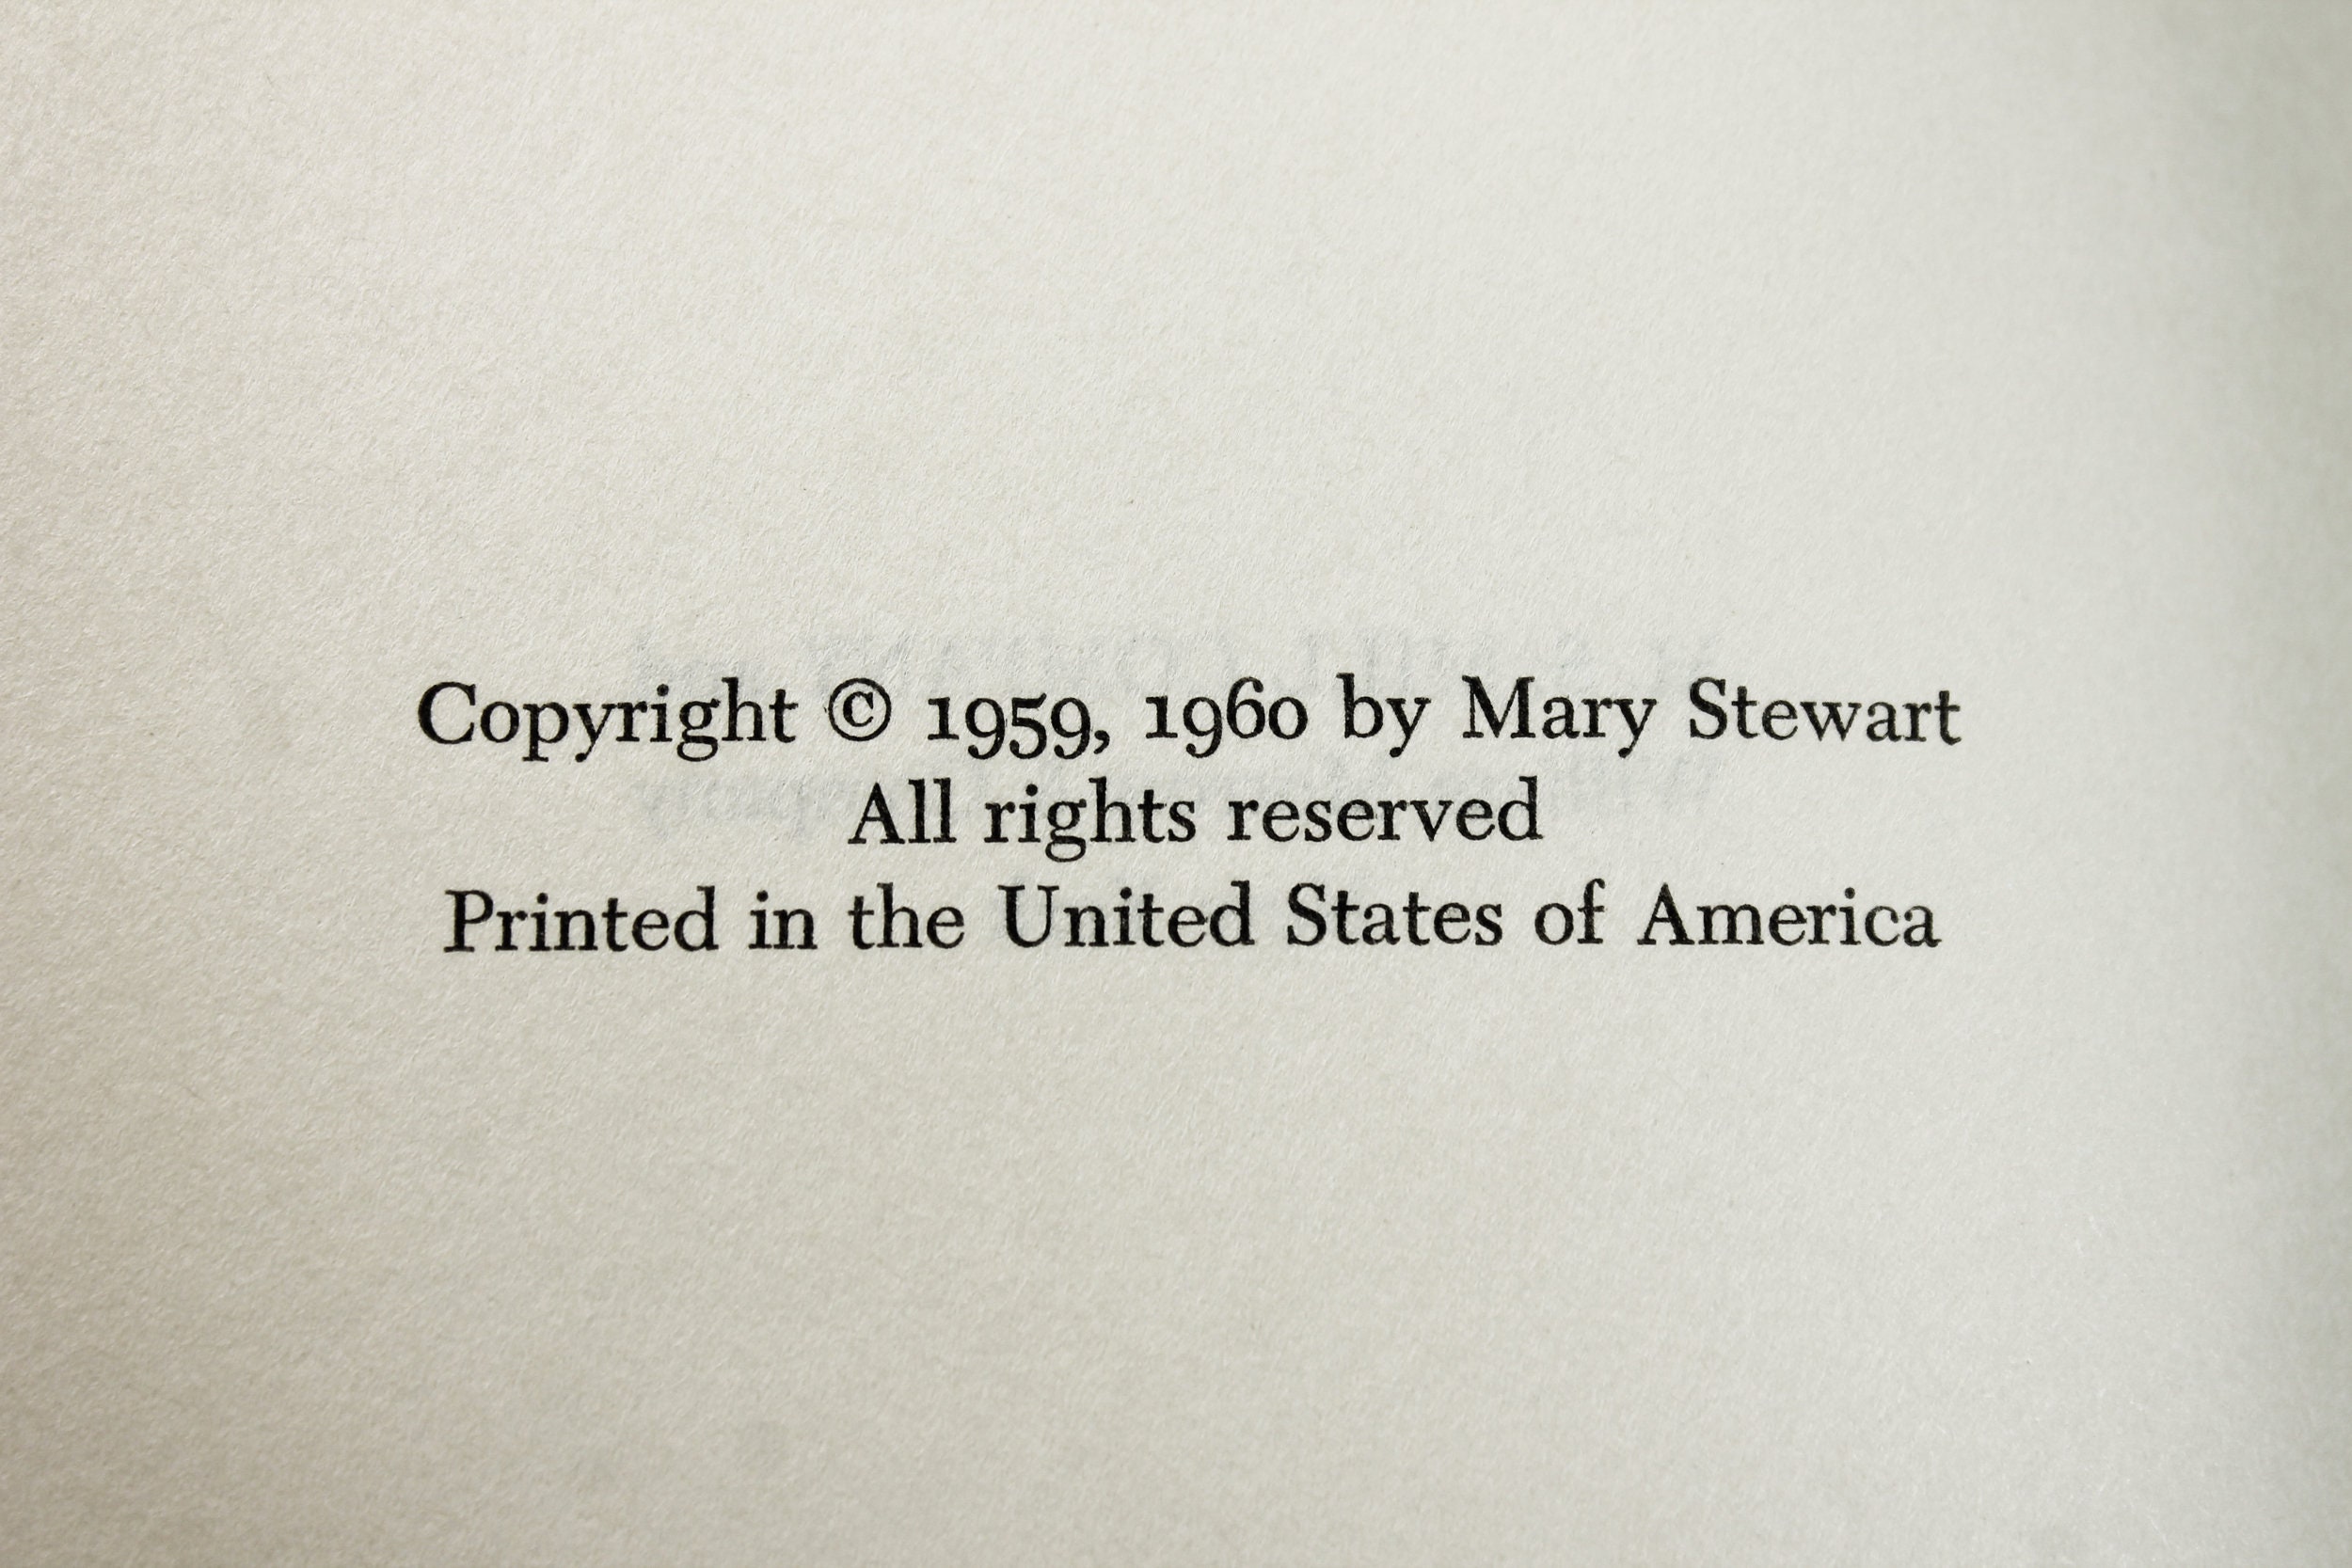 Copyright © 1959, 1960 by Mary Stewart
All rights reserved
Printed in the United States of America